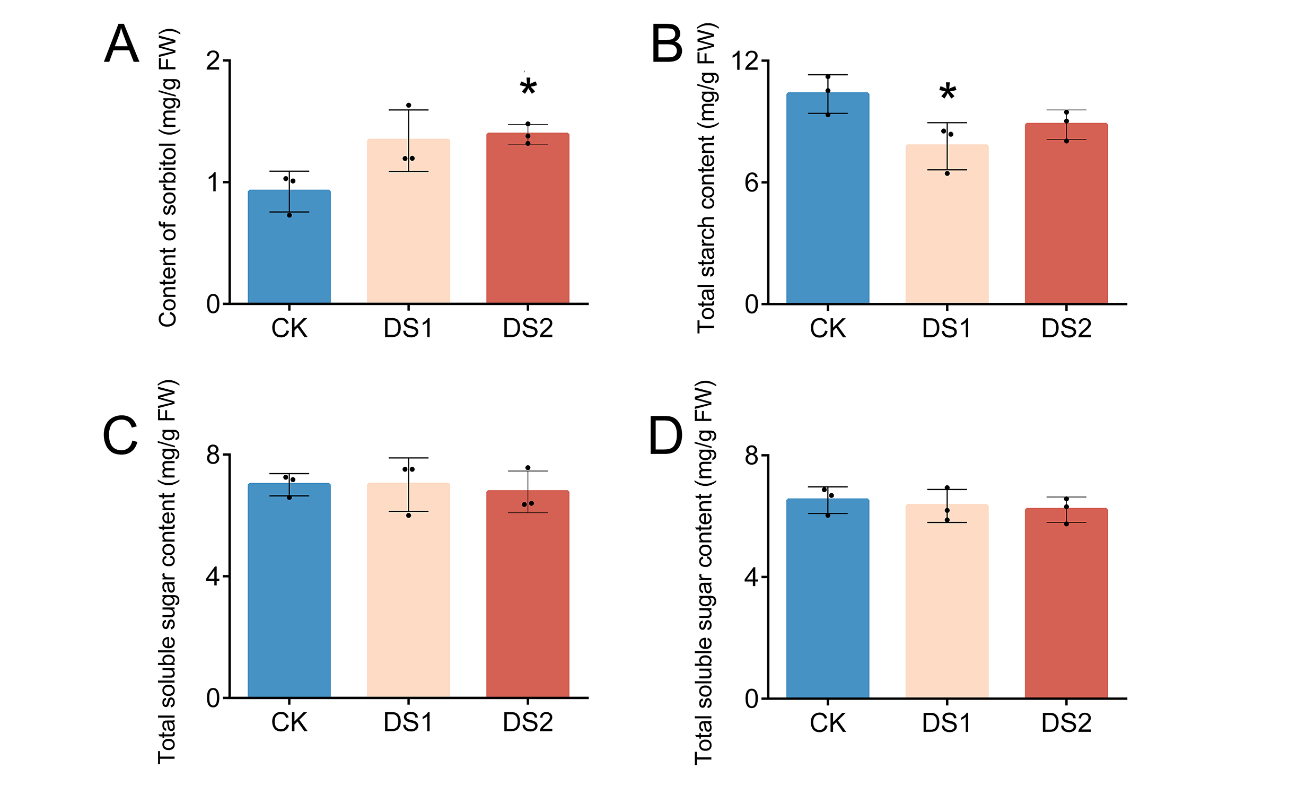 A
Content of sorbitol (mg/g FW)
2
1
0
*
CK DS1 DS2
B
Total starch content (mg/g FW)
12
6
0
*
CK DS1 DS2
C
Total soluble sugar content (mg/g FW)
8
4
0
CK DS1 DS2
D
Total soluble sugar content (mg/g FW)
8
4
0
CK DS1 DS2